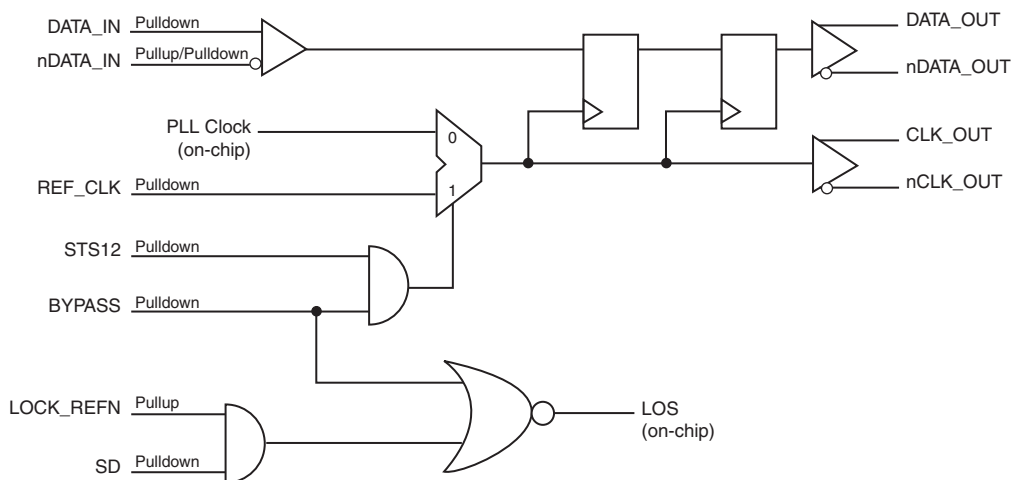 DATA_IN Pulldown
nDATA_IN Pullup/Pulldown
DATA_OUT
nDATA_OUT
PLL Clock
(on-chip)
0
REF_CLK Pulldown
1
CLK_OUT
nCLK_OUT
STS12 Pulldown
BYPASS Pulldown
LOCK_REFN Pullup
SD Pulldown
LOS
(on-chip)